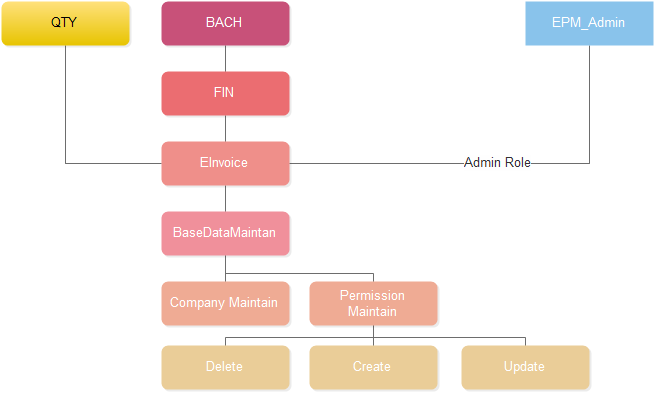 QTY
BACH
EPM_Admin
FIN
EInvoice
Admin Role
BaseDataMaintan
Company Maintain
Permission
Maintain
Delete
Create
Update